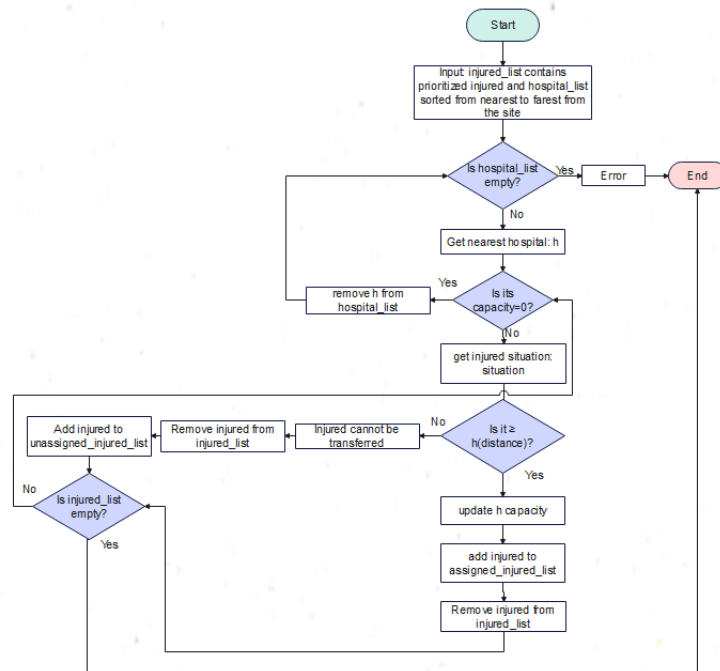 Start
Input: injured_list contains
prioritized injured and hospital_list
sorted from nearest to farest from
the site
Is hospital_list
empty?
Yes
Error
End
No
Get nearest hospital: h
Is its
capacity=0?
Yes
remove h from
hospital_list
No
get injured situation:
situation
Is it ≥
h(distance)?
No
Injured cannot be
transferred
Remove injured from
injured_list
Add injured to
unassigned_injured_list
Is injured_list
empty?
No
Yes
Yes
update h capacity
add injured to
assigned_injured_list
Remove injured from
injured_list